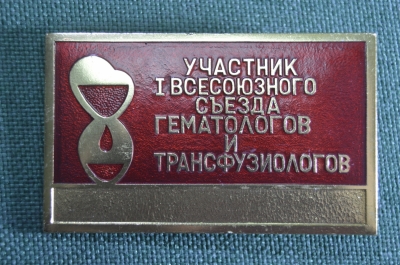 УЧАСТНИК
I ВСЕСОЮЗНОГО
СЪЕЗДА
ГЕМАТОЛОГОВ
И
ТРАНСФУЗИОЛОГОВ